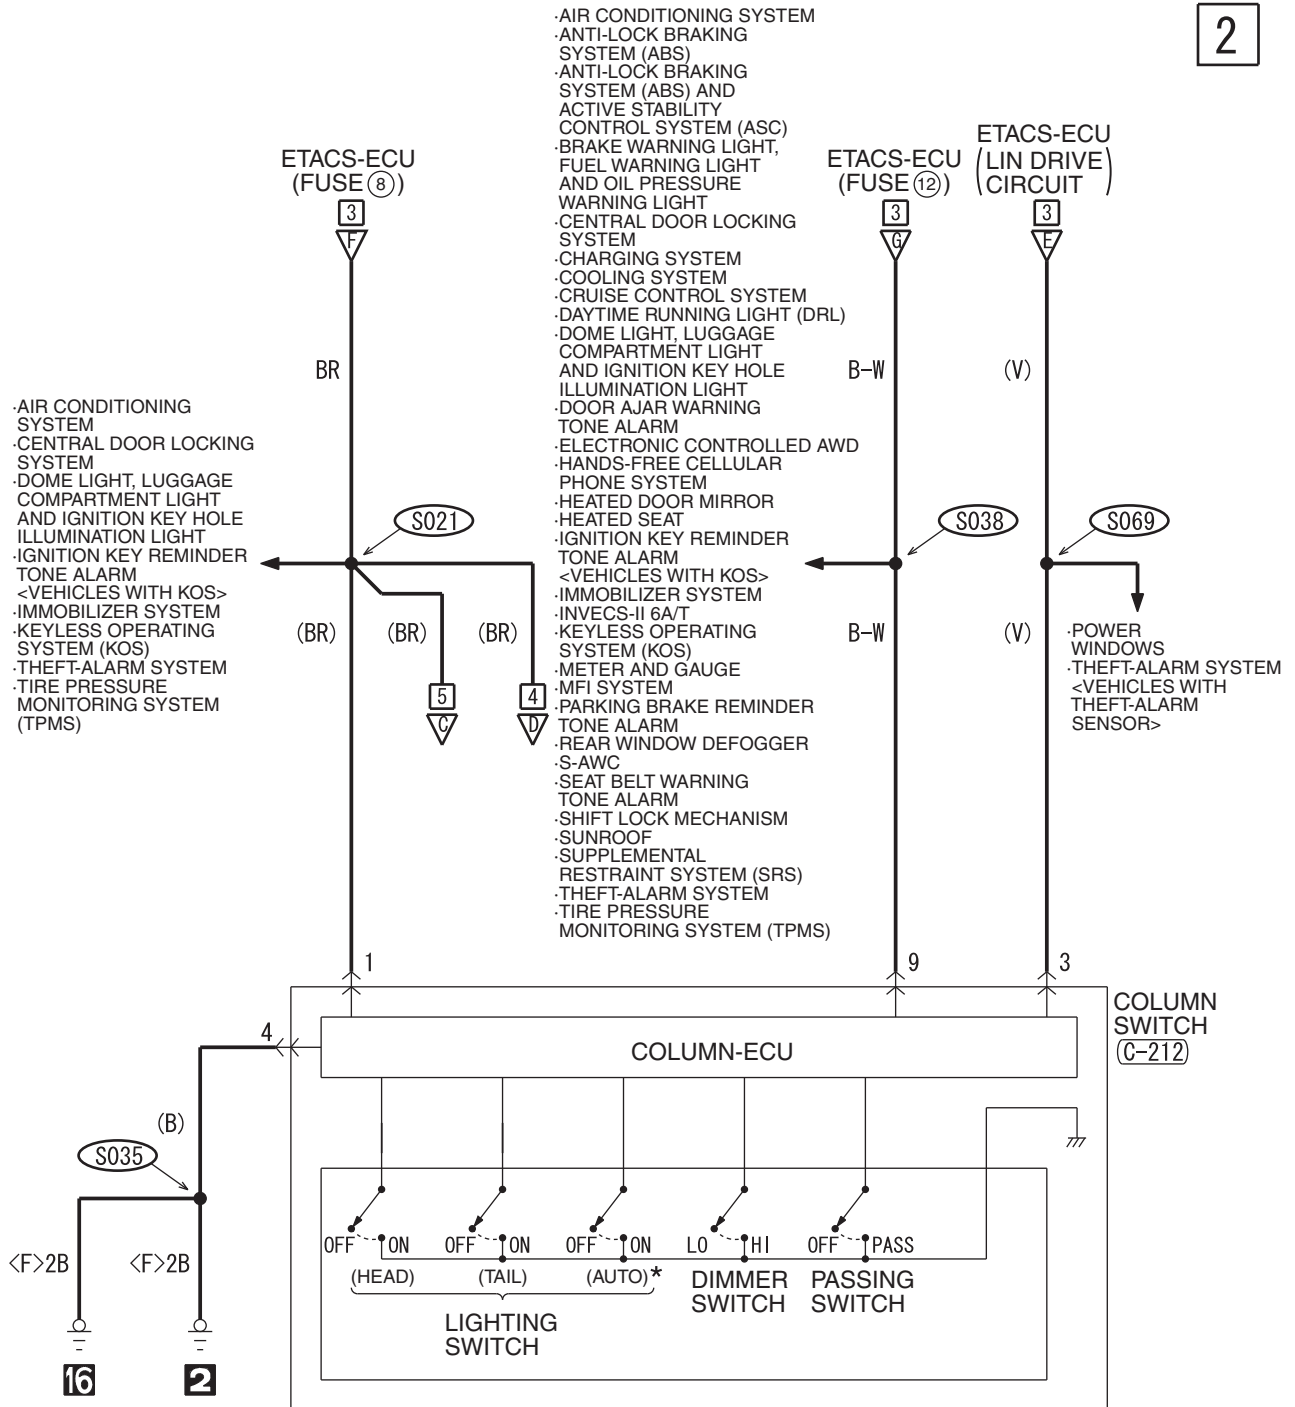 2
·AIR CONDITIONING SYSTEM
·ANTI-LOCK BRAKING
SYSTEM (ABS)
·ANTI-LOCK BRAKING
SYSTEM (ABS) AND
ACTIVE STABILITY
CONTROL SYSTEM (ASC)
·BRAKE WARNING LIGHT,
FUEL WARNING LIGHT
AND OIL PRESSURE
WARNING LIGHT
·CENTRAL DOOR LOCKING
SYSTEM
·CHARGING SYSTEM
·COOLING SYSTEM
·CRUISE CONTROL SYSTEM
·DAYTIME RUNNING LIGHT (DRL)
·DOME LIGHT, LUGGAGE
COMPARTMENT LIGHT
AND IGNITION KEY HOLE
ILLUMINATION LIGHT
·DOOR AJAR WARNING
TONE ALARM
·ELECTRONIC CONTROLLED AWD
·HANDS-FREE CELLULAR
PHONE SYSTEM
·HEATED DOOR MIRROR
·HEATED SEAT
·IGNITION KEY REMINDER
TONE ALARM
<VEHICLES WITH KOS>
·IMMOBILIZER SYSTEM
·INVECS-II 6A/T
·KEYLESS OPERATING
SYSTEM (KOS)
·METER AND GAUGE
·MFI SYSTEM
·PARKING BRAKE REMINDER
TONE ALARM
·REAR WINDOW DEFOGGER
·S-AWC
·SEAT BELT WARNING
TONE ALARM
·SHIFT LOCK MECHANISM
·SUNROOF
·SUPPLEMENTAL
RESTRAINT SYSTEM (SRS)
·THEFT-ALARM SYSTEM
·TIRE PRESSURE
MONITORING SYSTEM (TPMS)
ETACS-ECU
(FUSE 8)
3
F
ETACS-ECU
(FUSE 12)
3
G
ETACS-ECU
(LIN DRIVE
CIRCUIT)
3
E
BR
B-W
(V)
·AIR CONDITIONING
SYSTEM
·CENTRAL DOOR LOCKING
SYSTEM
·DOME LIGHT, LUGGAGE
COMPARTMENT LIGHT
AND IGNITION KEY HOLE
ILLUMINATION LIGHT
·IGNITION KEY REMINDER
TONE ALARM
<VEHICLES WITH KOS>
·IMMOBILIZER SYSTEM
·KEYLESS OPERATING
SYSTEM (KOS)
·THEFT-ALARM SYSTEM
·TIRE PRESSURE
MONITORING SYSTEM
(TPMS)
S021
S038
S069
(BR)
(BR)
(BR)
B-W
(V)
·POWER
WINDOWS
·THEFT-ALARM SYSTEM
<VEHICLES WITH
THEFT-ALARM
SENSOR>
5
C
4
D
1
9
3
COLUMN
SWITCH
C-212
4
COLUMN-ECU
(B)
S035
<F>2B
<F>2B
16
2
OFF ON
OFF ON
OFF ON
LO HI
OFF PASS
(HEAD)
(TAIL)
(AUTO)*
LIGHTING
SWITCH
DIMMER
SWITCH
PASSING
SWITCH